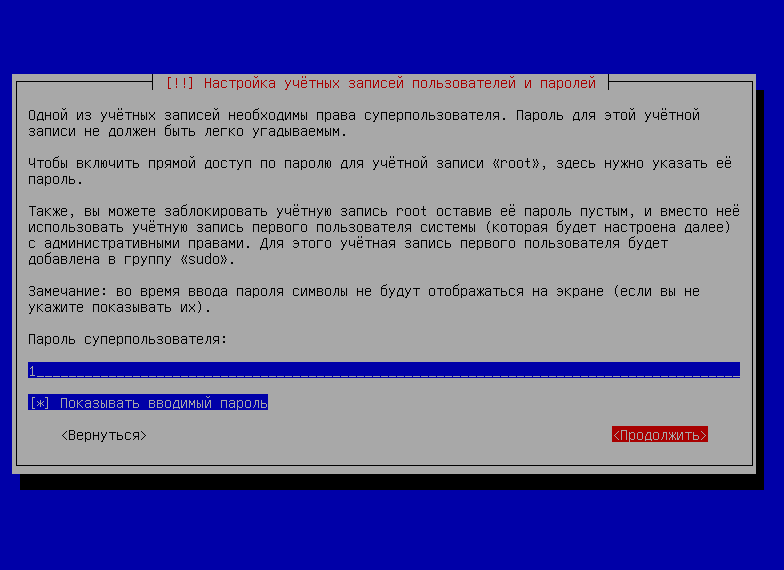 [!!] Настройка учётных записей пользователей и паролей
Одной из учётных записей необходимы права суперпользователя. Пароль для этой учётной
записи не должен быть легко угадываемым.
Чтобы включить прямой доступ по паролю для учётной записи «root», здесь нужно указать её
пароль.
Также, вы можете заблокировать учётную запись root оставив её пароль пустым, и вместо неё
использовать учётную запись первого пользователя системы (которая будет настроена далее)
с административными правами. Для этого учётная запись первого пользователя будет
добавлена в группу «sudo».
Замечание: во время ввода пароля символы не будут отображаться на экране (если вы не
укажите показывать их).
Пароль суперпользователя:
1
[*] Показывать вводимый пароль
<Вернуться> <Продолжить>